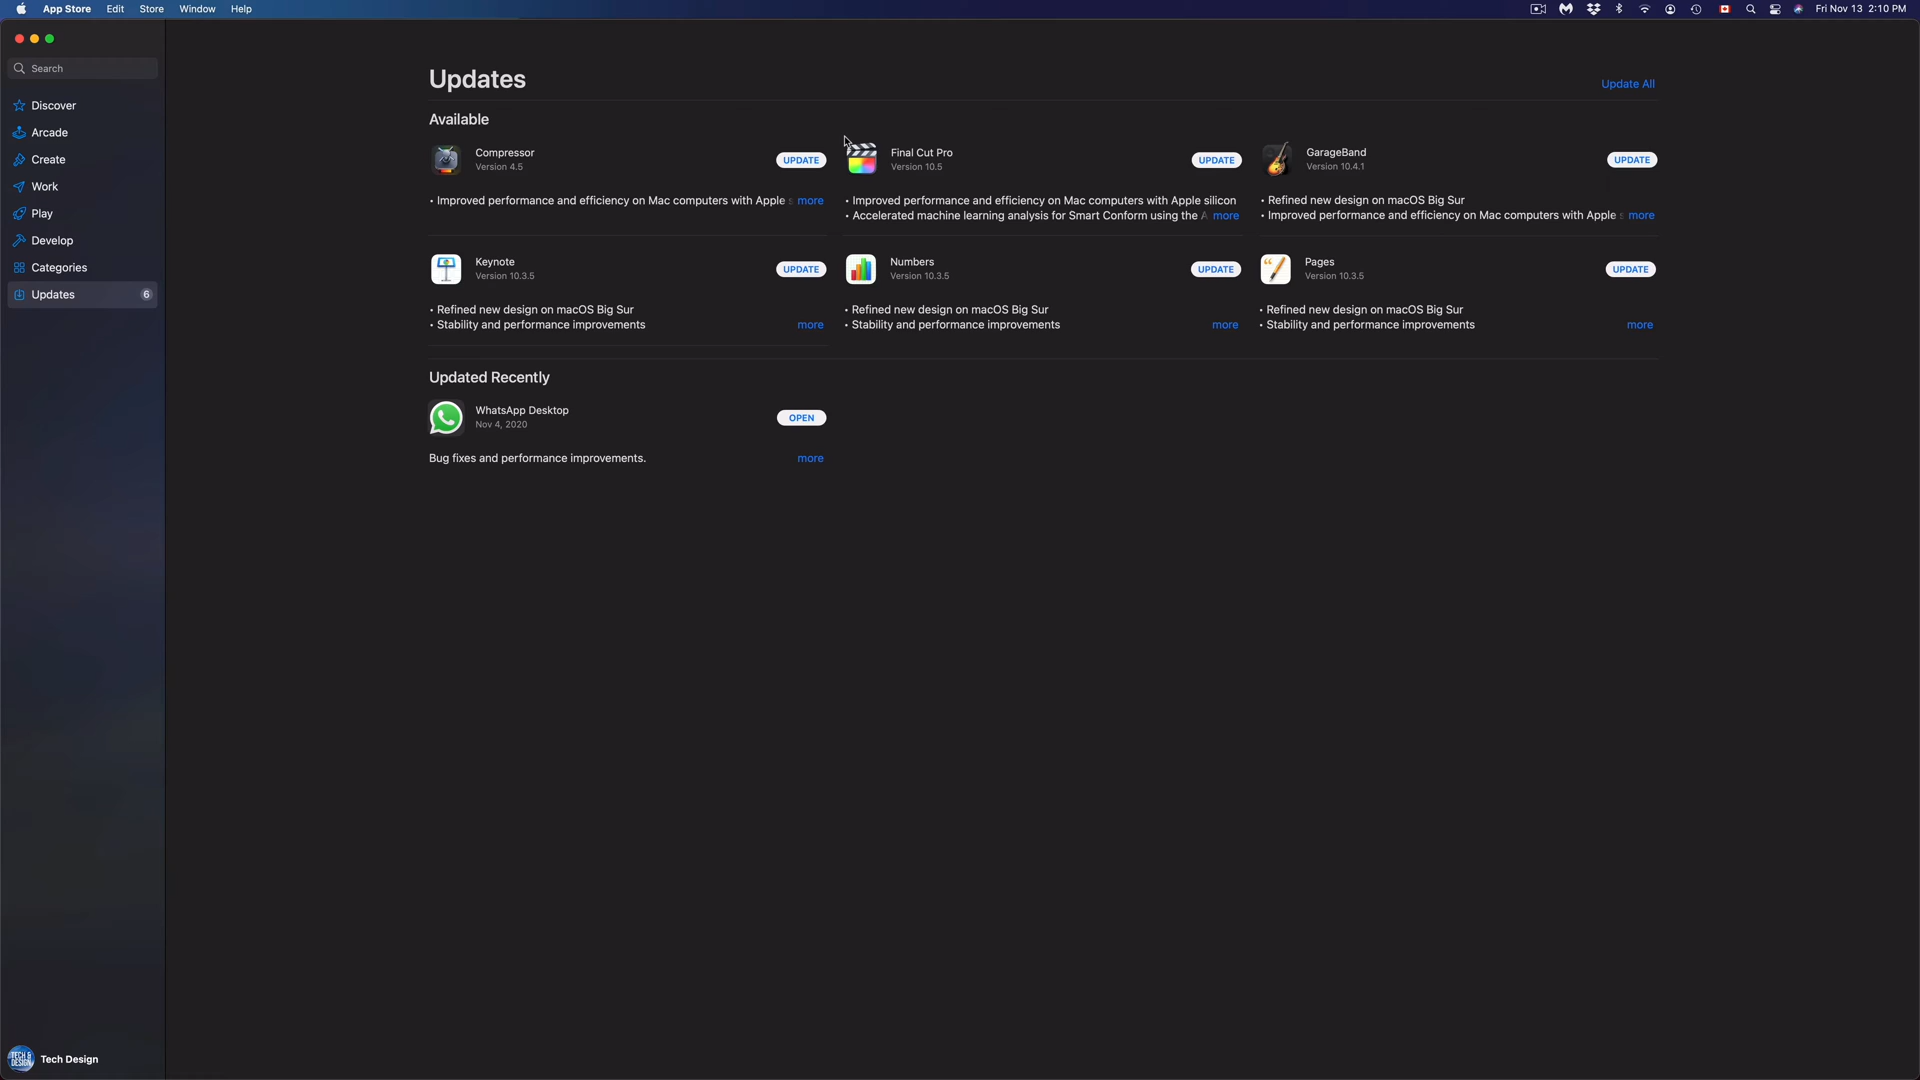 App Store Edit Store Window Help Fri Nov 13 2:10 PM
Search
Discover
Arcade
Create
Work
Play
Develop
Categories
Updates 6
Updates Update All
Available
Compressor
Version 4.5
UPDATE
• Improved performance and efficiency on Mac computers with Apple s more
Final Cut Pro
Version 10.5
UPDATE
• Improved performance and efficiency on Mac computers with Apple silicon
• Accelerated machine learning analysis for Smart Conform using the A more
GarageBand
Version 10.4.1
UPDATE
• Refined new design on macOS Big Sur
• Improved performance and efficiency on Mac computers with Apple s more
Keynote
Version 10.3.5
UPDATE
• Refined new design on macOS Big Sur
• Stability and performance improvements more
Numbers
Version 10.3.5
UPDATE
• Refined new design on macOS Big Sur
• Stability and performance improvements more
Pages
Version 10.3.5
UPDATE
• Refined new design on macOS Big Sur
• Stability and performance improvements more
Updated Recently
WhatsApp Desktop
Nov 4, 2020
OPEN
Bug fixes and performance improvements. more
TECH &
DESIGN
Tech Design